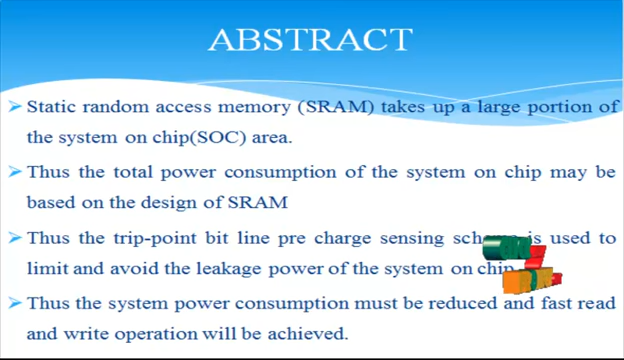 ABSTRACT
Static random access memory (SRAM) takes up a large portion of
the system on chip(SOC) area.
Thus the total power consumption of the system on chip may be
based on the design of SRAM
Thus the trip-point bit line pre charge sensing scheme is used to
limit and avoid the leakage power of the system on chip
Thus the system power consumption must be reduced and fast read
and write operation will be achieved.